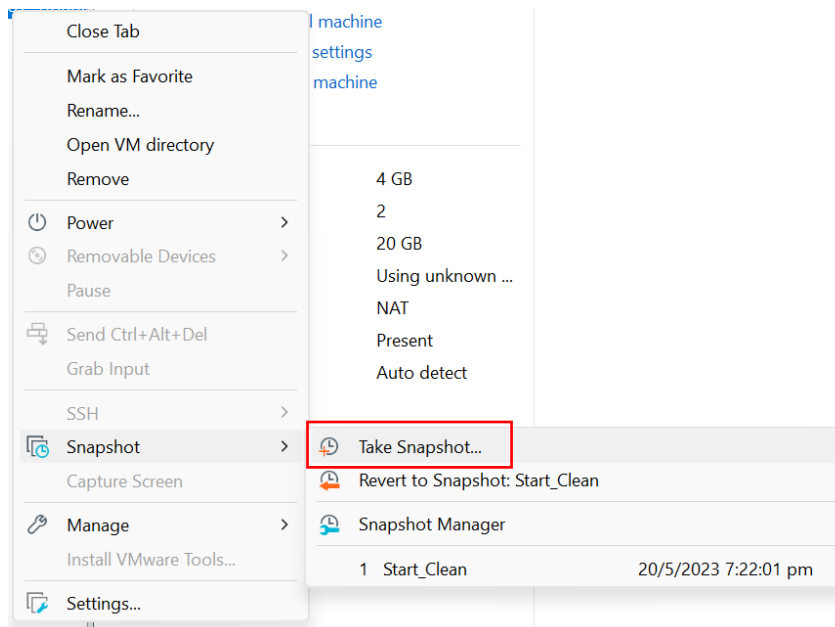 Close Tab
Mark as Favorite
Rename...
Open VM directory
Remove
Power
Removable Devices
Pause
Send Ctrl+Alt+Del
Grab Input
SSH
Snapshot
Capture Screen
Manage
Install VMware Tools...
Settings...
machine
settings
machine
4 GB
2
20 GB
Using unknown ...
NAT
Present
Auto detect
Take Snapshot...
Revert to Snapshot: Start_Clean
Snapshot Manager
1 Start_Clean 20/5/2023 7:22:01 pm